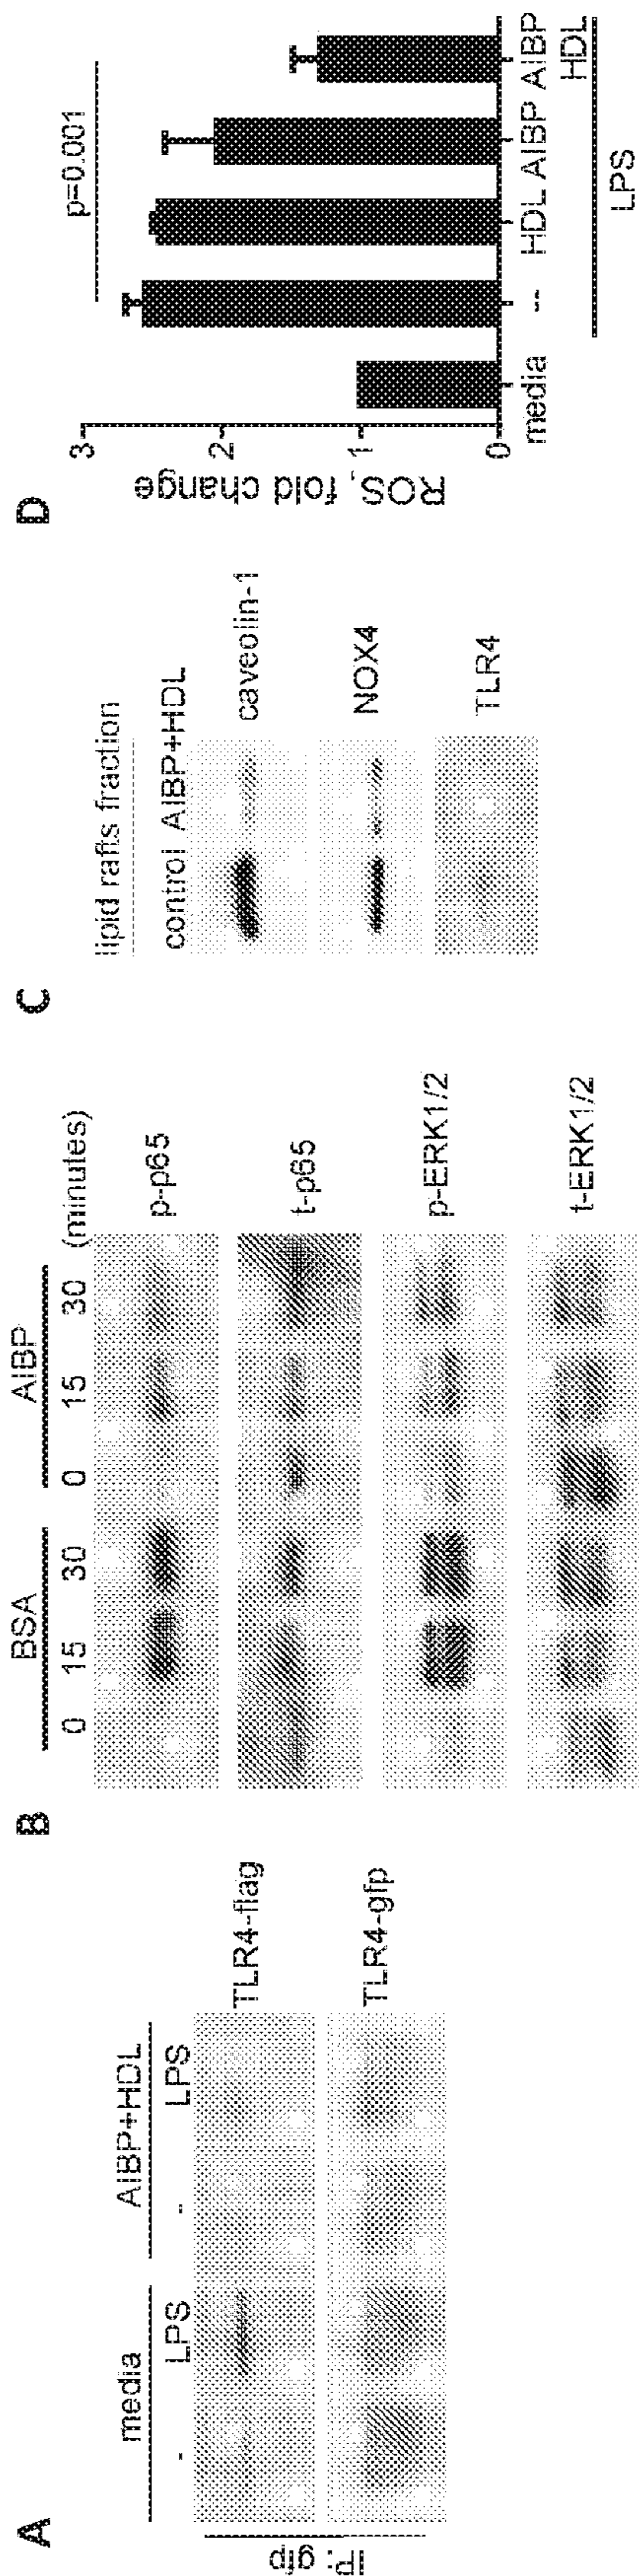 A
media AIBP+HDL
- LPS - LPS
IP: gfp
TLR4-flag
TLR4-gfp
B
BSA AIBP
0 15 30 0 15 30 (minutes)
p-p65
t-p65
p-ERK1/2
t-ERK1/2
C
lipid rafts fraction
control AIBP+HDL
caveolin-1
NOX4
TLR4
D
ROS, fold change
3
2
1
0
p=0.001
media -- HDL AIBP AIBP
HDL
LPS